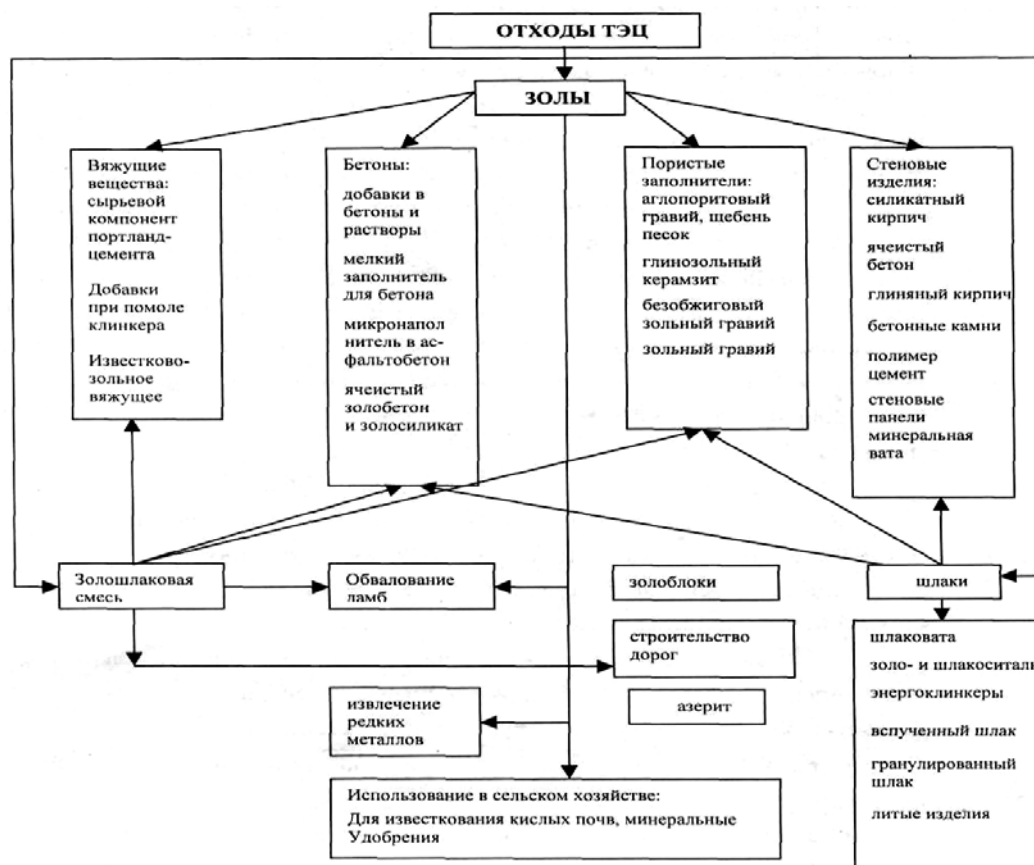 ОТХОДЫ ТЭЦ
ЗОЛЫ
Вяжущие
вещества:
сырьевой
компонент
портланд-
цемента
Добавки
при помоле
клинкера
Известково-
зольное
вяжущее
Бетоны:
добавки в
бетоны и
растворы
мелкий
заполнитель
для бетона
микронапол
нитель в ас-
фальтобетон
ячеистый
золобетон
и золосиликат
Пористые
заполнители:
аглопоритовый
гравий, щебень
песок
глинозольный
керамзит
безобжиговый
зольный гравий
зольный гравий
Стеновые
изделия:
силикатный
кирпич
ячеистый
бетон
глиняный кирпич
бетонные камни
полимер
цемент
стеновые
панели
минеральная
вата
Золошлаковая
смесь
Обвалование
ламб
золоблоки
шлаки
строительство
дорог
азерит
извлечение
редких
металлов
шлаковата
золо- и шлакоситалы
энергоклинкеры
вспученный шлак
гранулированный
шлак
литые изделия
Использование в сельском хозяйстве:
Для известкования кислых почв, минеральные
Удобрения